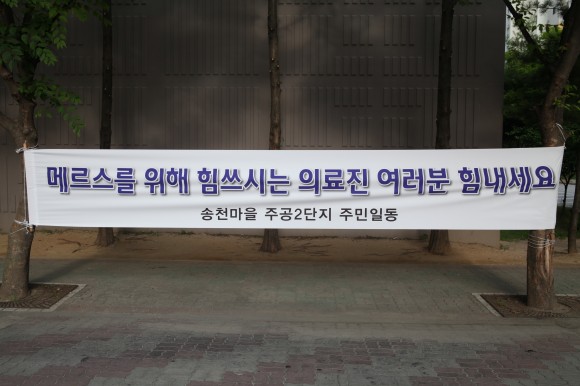 메르스를 위해 힘쓰시는 의료진 여러분 힘내세요
송천마을 주공2단지 주민일동